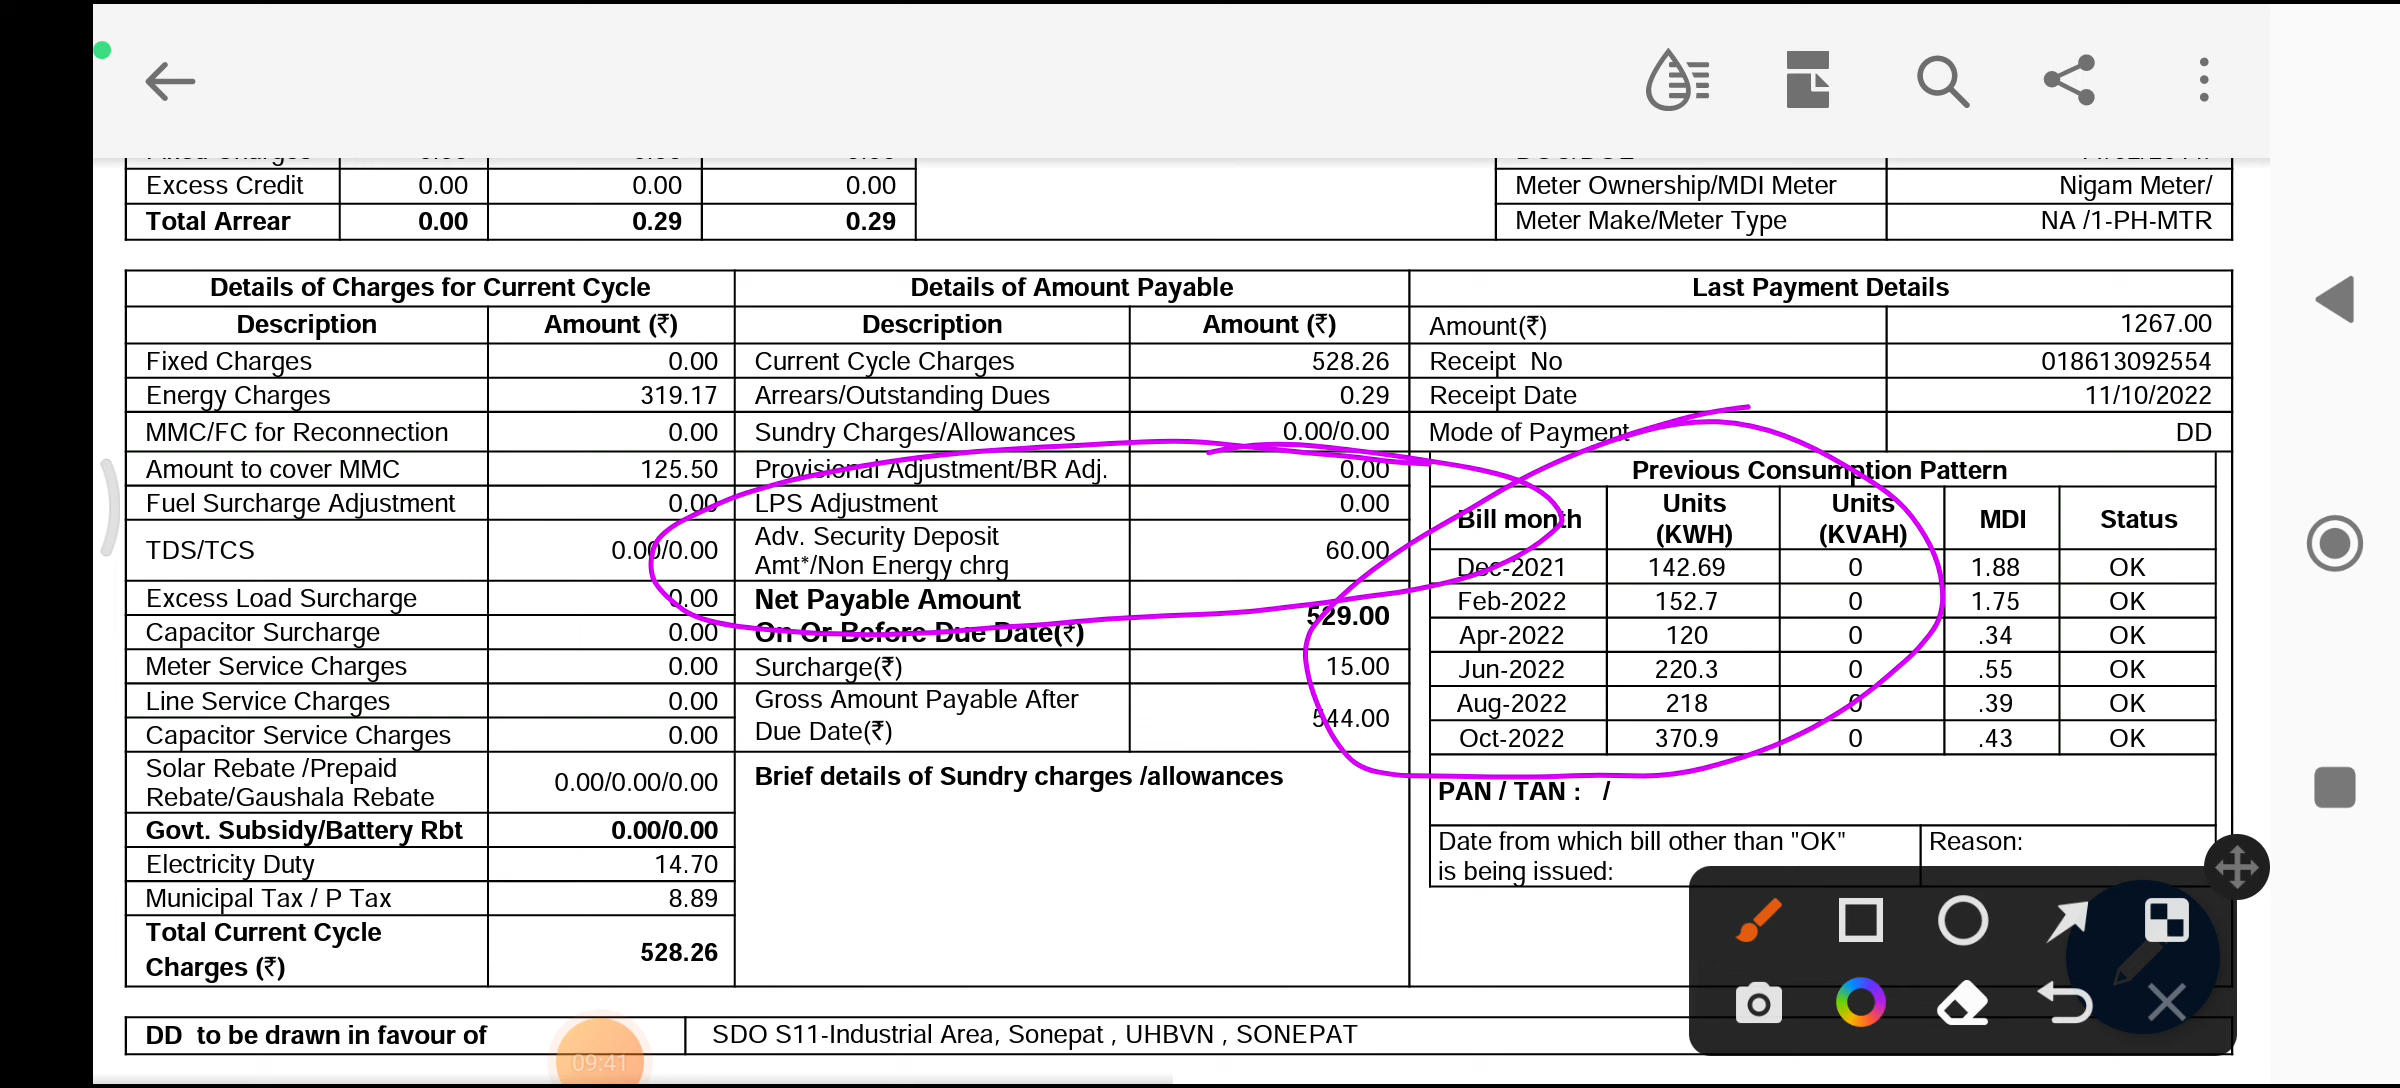 Excess Credit 0.00 0.00 0.00 Meter Ownership/MDI Meter Nigam Meter/
Total Arrear 0.00 0.29 0.29 Meter Make/Meter Type NA /1-PH-MTR
Details of Charges for Current Cycle Details of Amount Payable Last Payment Details
Description Amount (₹) Description Amount (₹) Amount(₹) 1267.00
Fixed Charges 0.00 Current Cycle Charges 528.26 Receipt No 018613092554
Energy Charges 319.17 Arrears/Outstanding Dues 0.29 Receipt Date 11/10/2022
MMC/FC for Reconnection 0.00 Sundry Charges/Allowances 0.00/0.00 Mode of Payment DD
Amount to cover MMC 125.50 Provisional Adjustment/BR Adj. 0.00 Previous Consumption Pattern
Fuel Surcharge Adjustment 0.00 LPS Adjustment 0.00
Bill month Units (KWH) Units (KVAH) MDI Status
TDS/TCS 0.00/0.00 Adv. Security Deposit
Amt*/Non Energy chrg 60.00
Dec-2021 142.69 0 1.88 OK
Excess Load Surcharge 0.00 Net Payable Amount
On Or Before Due Date(₹) 529.00
Feb-2022 152.7 0 1.75 OK
Capacitor Surcharge 0.00 Apr-2022 120 0 .34 OK
Meter Service Charges 0.00 Surcharge(₹) 15.00 Jun-2022 220.3 0 .55 OK
Line Service Charges 0.00 Gross Amount Payable After
Due Date(₹) 544.00
Aug-2022 218 0 .39 OK
Capacitor Service Charges 0.00 Oct-2022 370.9 0 .43 OK
Solar Rebate /Prepaid
Rebate/Gaushala Rebate 0.00/0.00/0.00
Brief details of Sundry charges /allowances
PAN / TAN : /
Govt. Subsidy/Battery Rbt 0.00/0.00
Date from which bill other than "OK"
is being issued:
Reason:
Electricity Duty 14.70
Municipal Tax / P Tax 8.89
Total Current Cycle
Charges (₹) 528.26
DD to be drawn in favour of SDO S11-Industrial Area, Sonepat , UHBVN , SONEPAT
09:41